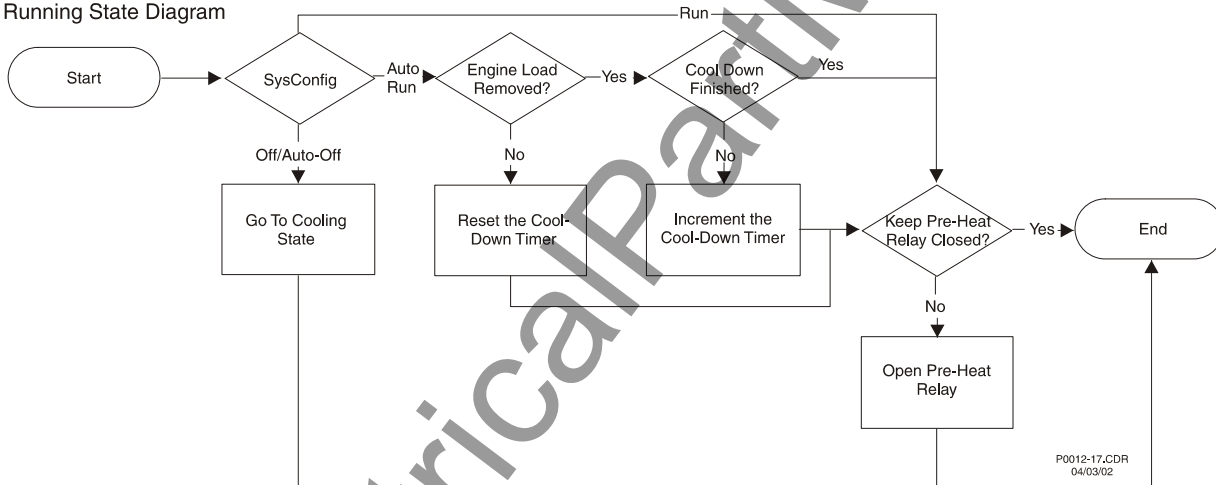 Running State Diagram
Run
Start
SysConfig
Auto
Run
Engine Load
Removed?
Yes
Cool Down
Finished?
Yes
Off/Auto-Off
No
No
Go To Cooling
State
Reset the Cool-
Down Timer
Increment the
Cool-Down Timer
Keep Pre-Heat
Relay Closed?
Yes
End
No
Open Pre-Heat
Relay
P0012-17.CDR
04/03/02